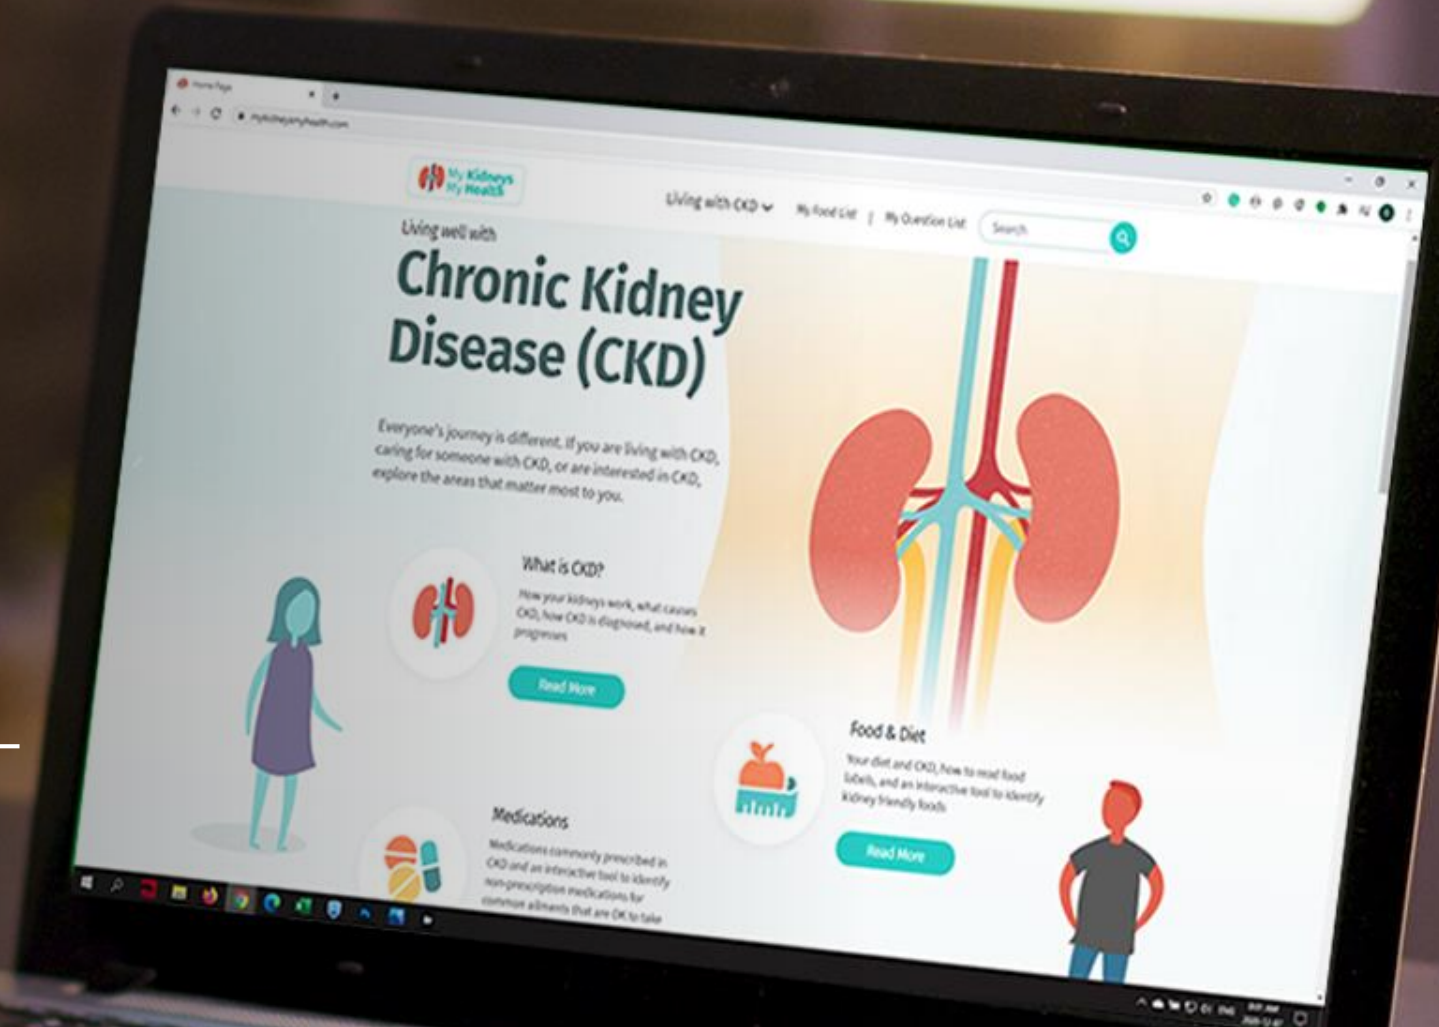 Home Page
mykidneysmyhealth.com
My Kidneys
My Health
Living with CKD
My Food List | My Question List
Search
Living well with
Chronic Kidney
Disease (CKD)
Everyone's journey is different. If you are living with CKD,
caring for someone with CKD, or are interested in CKD,
explore the areas that matter most to you.
What is CKD?
How your kidneys work, what causes
CKD, how CKD is diagnosed, and how it
progresses
Read More
Food & Diet
Your diet and CKD, how to read food
labels, and an interactive tool to identify
kidney friendly foods
Read More
Medications
Medications commonly prescribed in
CKD and an interactive tool to identify
non-prescription medications for
common ailments that are OK to take
ENG